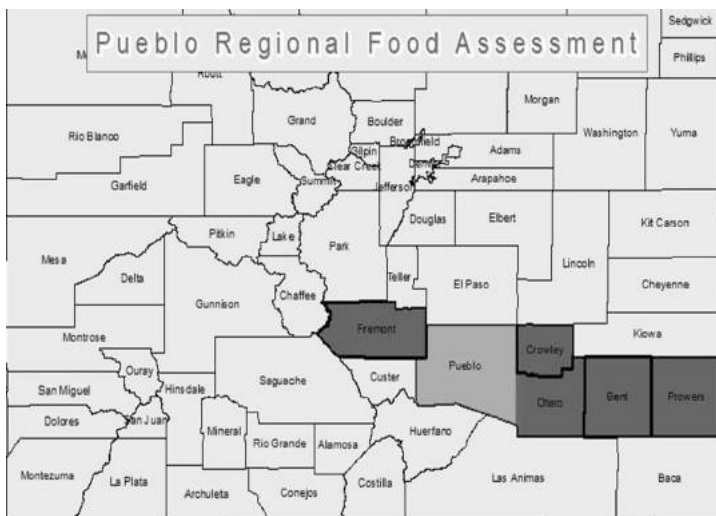 Pueblo Regional Food Assessment
Sedgwick
Phillips
Routt
Morgan
Grand
Boulder
Washington
Yuma
Rio Blanco
Broomfield
Gilpin
Adams
Clear Creek
Arapahoe
Eagle
Summit
Jefferson
Garfield
Douglas
Elbert
Kit Carson
Pitkin
Lake
Park
Mesa
Lincoln
Delta
Teller
El Paso
Cheyenne
Gunnison
Chaffee
Fremont
Montrose
Crowley
Kiowa
Ouray
Pueblo
San Miguel
Hinsdale
Saguache
Custer
Otero
Bent
Prowers
Dolores
San Juan
Mineral
Rio Grande
Alamosa
Huerfano
Montezuma
La Plata
Archuleta
Conejos
Costilla
Las Animas
Baca